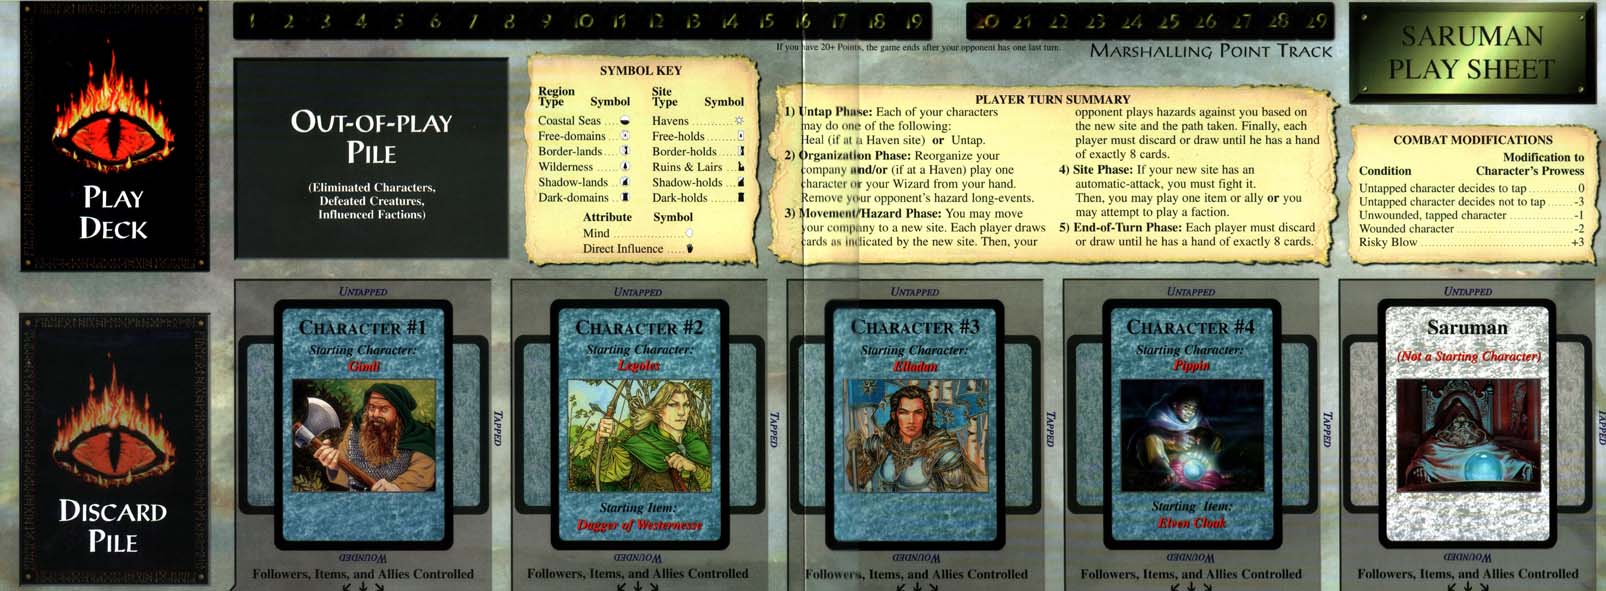 1 2 3 4 5 6 7 8 9 10 11 12 13 14 15 16 17 18 19 20 21 22 23 24 25 26 27 28 29
If you have 20+ Points, the game ends after your opponent has one last turn.
MARSHALLING POINT TRACK
SARUMAN
PLAY SHEET
PLAY
DECK
OUT-OF-PLAY
PILE
(Eliminated Characters,
Defeated Creatures,
Influenced Factions)
SYMBOL KEY
Region Type Symbol
Site Type Symbol
Coastal Seas ... Havens ...
Free-domains ... Free-holds ...
Border-lands ... Border-holds ...
Wilderness ... Ruins & Lairs ...
Shadow-lands ... Shadow-holds ...
Dark-domains ... Dark-holds ...
Attribute Symbol
Mind ...
Direct Influence ...
PLAYER TURN SUMMARY
1) Untap Phase: Each of your characters
may do one of the following:
Heal (if at a Haven site) or Untap.
2) Organization Phase: Reorganize your
company and/or (if at a Haven) play one
character or your Wizard from your hand.
Remove your opponent's hazard long-events.
3) Movement/Hazard Phase: You may move
your company to a new site. Each player draws
cards as indicated by the new site. Then, your
opponent plays hazards against you based on
the new site and the path taken. Finally, each
player must discard or draw until he has a hand
of exactly 8 cards.
4) Site Phase: If your new site has an
automatic-attack, you must fight it.
Then, you may play one item or ally or you
may attempt to play a faction.
5) End-of-Turn Phase: Each player must discard
or draw until he has a hand of exactly 8 cards.
COMBAT MODIFICATIONS
Modification to
Condition Character's Prowess
Untapped character decides to tap ... 0
Untapped character decides not to tap ... -3
Unwounded, tapped character ... -1
Wounded character ... -2
Risky Blow ... +3
DISCARD
PILE
UNTAPPED
CHARACTER #1
Starting Character:
Gimli
TAPPED
WOUNDED
Followers, Items, and Allies Controlled
UNTAPPED
CHARACTER #2
Starting Character:
Legolas
Starting Item:
Dagger of Westernesse
TAPPED
WOUNDED
Followers, Items, and Allies Controlled
UNTAPPED
CHARACTER #3
Starting Character:
Elladan
TAPPED
WOUNDED
Followers, Items, and Allies Controlled
UNTAPPED
CHARACTER #4
Starting Character:
Pippin
Starting Item:
Elven Cloak
TAPPED
WOUNDED
Followers, Items, and Allies Controlled
UNTAPPED
Saruman
(Not a Starting Character)
TAPPED
WOUNDED
Followers, Items, and Allies Controlled